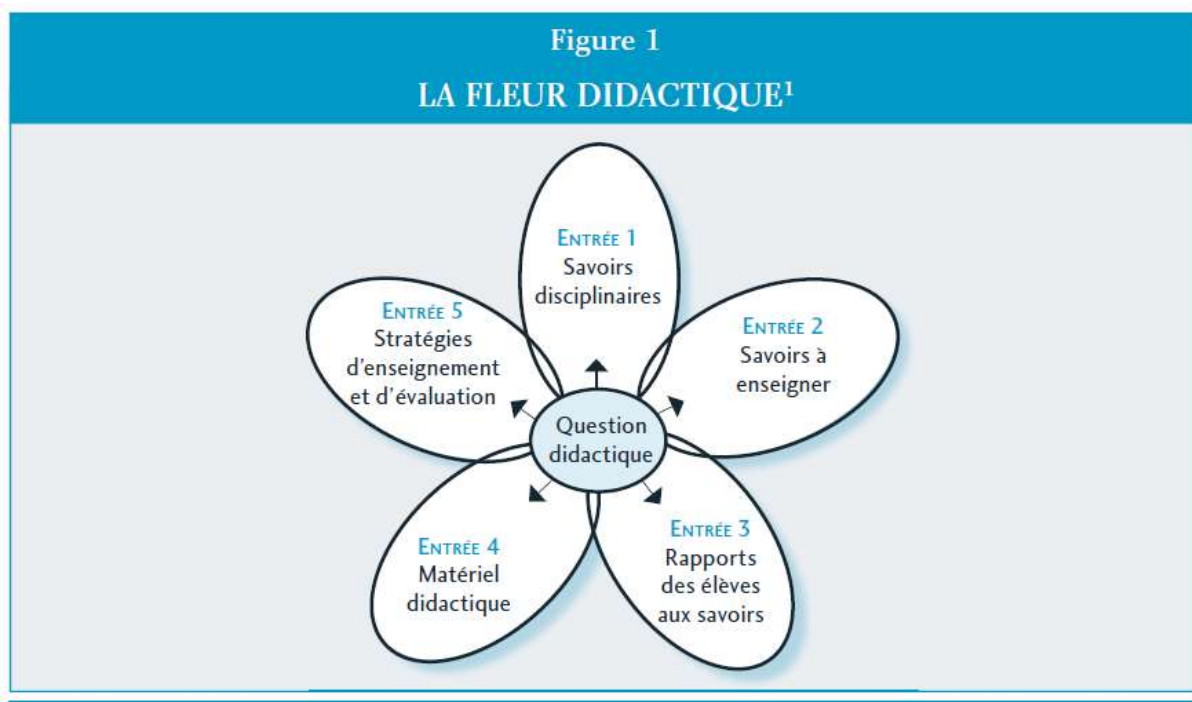 Figure 1
LA FLEUR DIDACTIQUE¹
ENTRÉE 1
Savoirs
disciplinaires
ENTRÉE 2
Savoirs à
enseigner
ENTRÉE 3
Rapports
des élèves
aux savoirs
ENTRÉE 4
Matériel
didactique
ENTRÉE 5
Stratégies
d'enseignement
et d'évaluation
Question
didactique